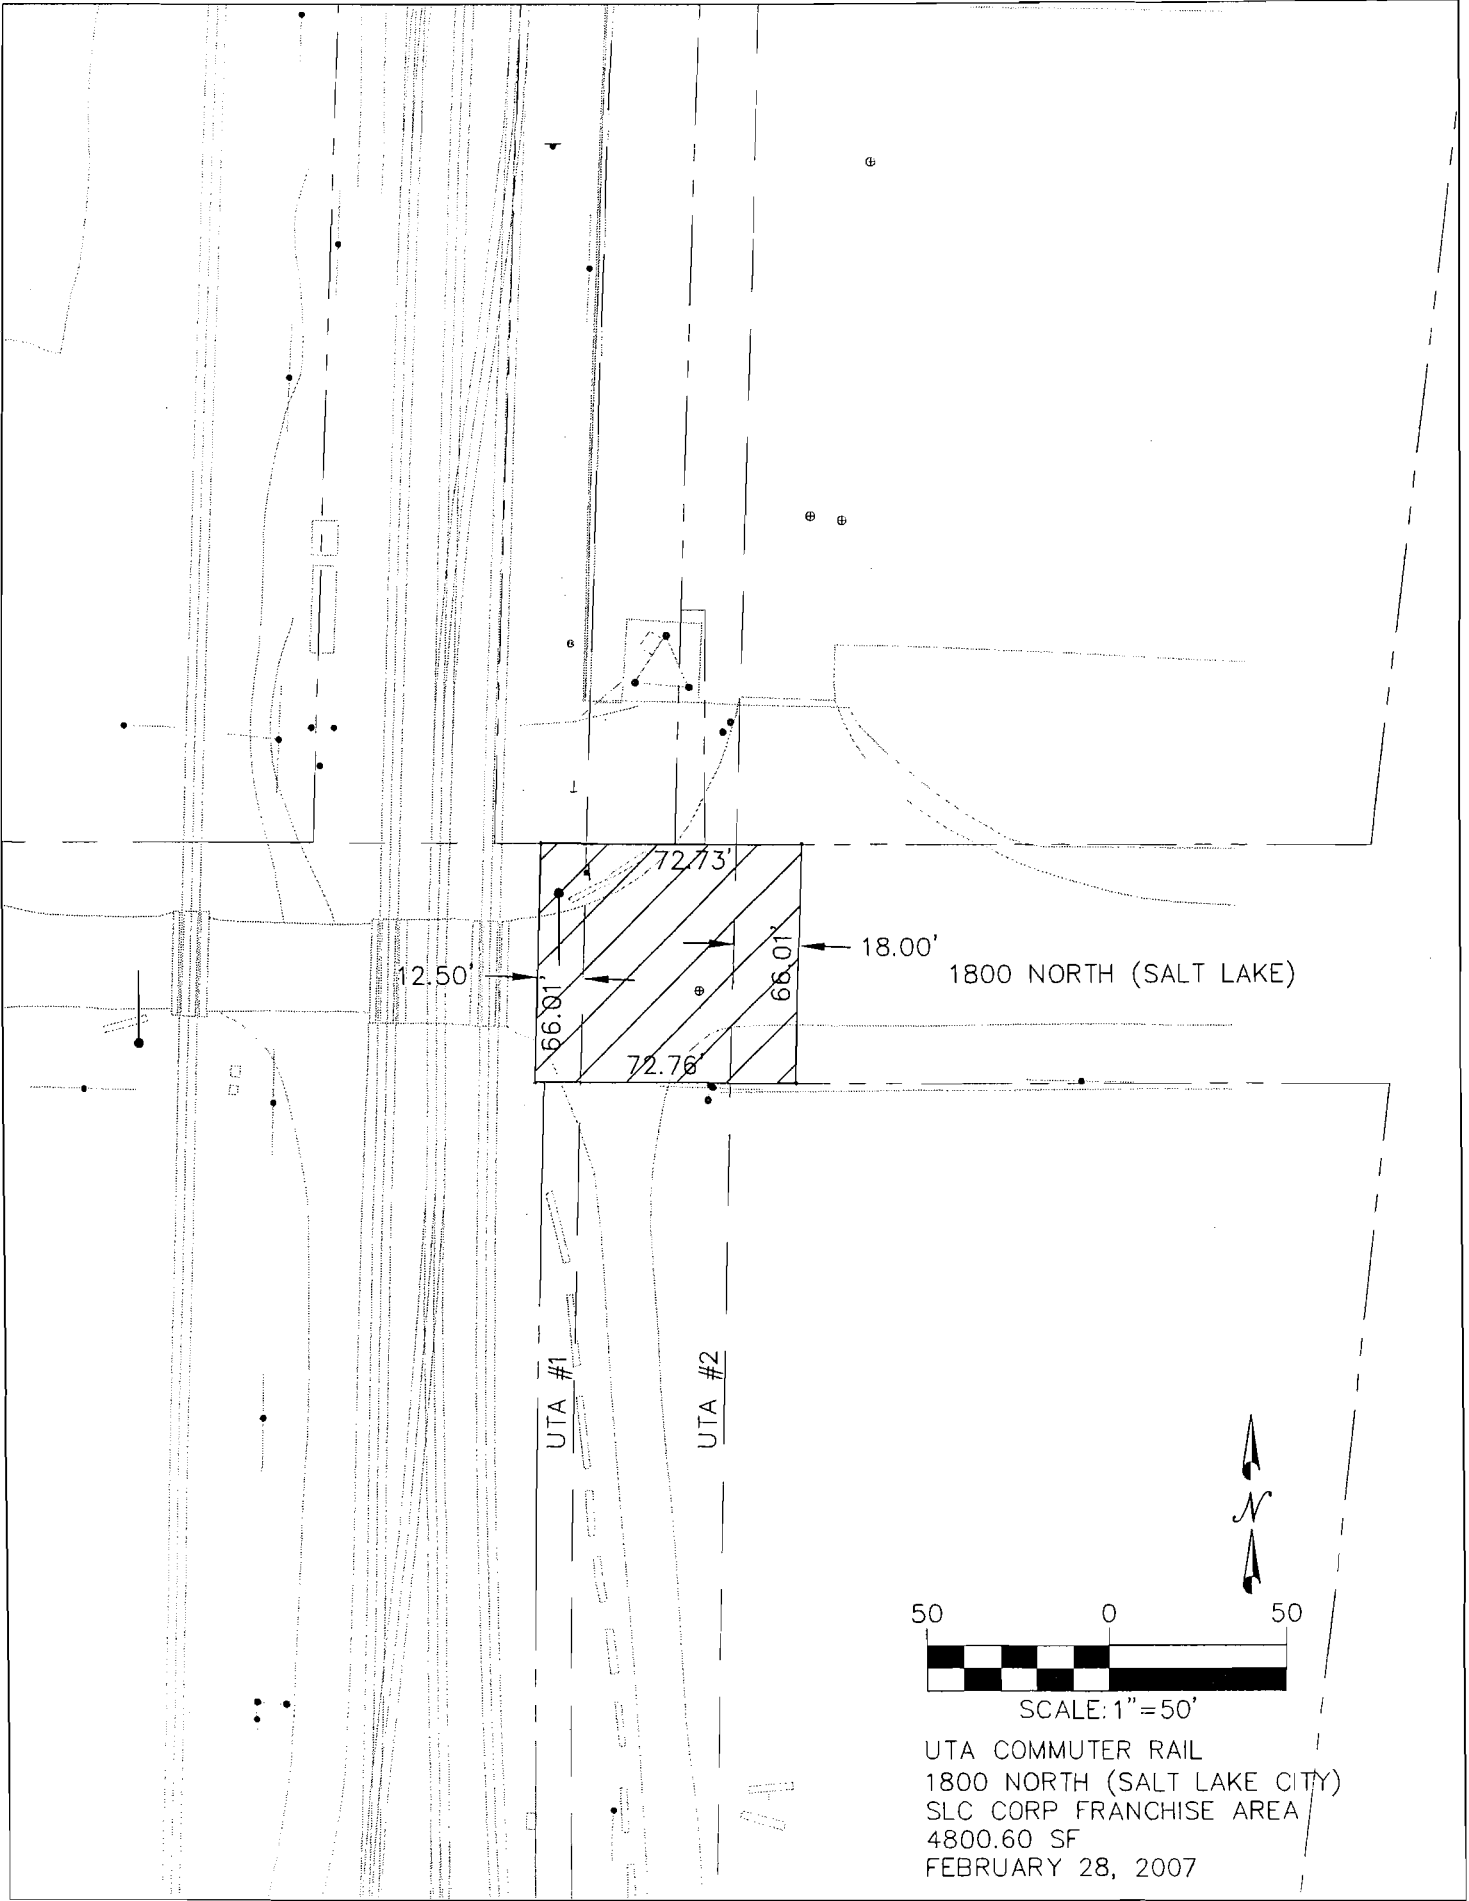 72.73'
18.00'
12.50'
66.01'
66.01'
1800 NORTH (SALT LAKE)
72.76'
UTA #1
UTA #2
N
50 0 50
SCALE: 1"=50'
UTA COMMUTER RAIL
1800 NORTH (SALT LAKE CITY)
SLC CORP FRANCHISE AREA
4800.60 SF
FEBRUARY 28, 2007